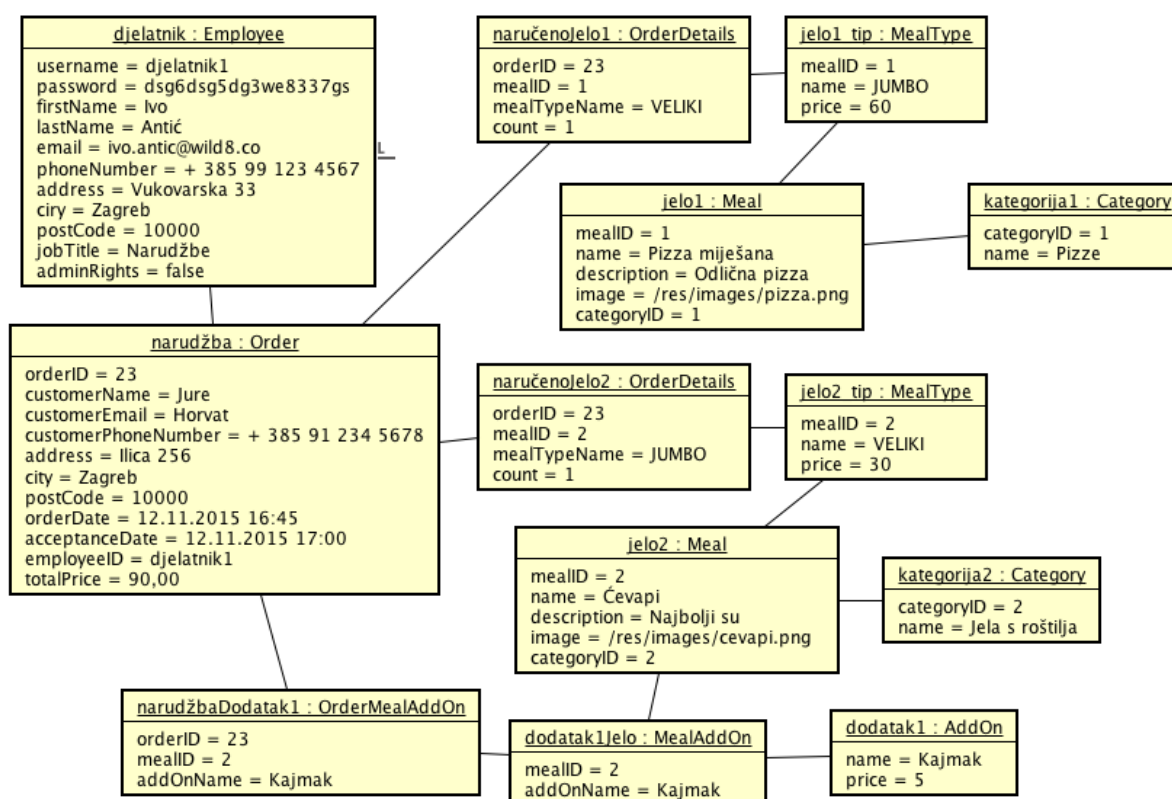 djelatnik : Employee
username = djelatnik1
password = dsg6dsg5dg3we8337gs
firstName = Ivo
lastName = Antić
email = ivo.antic@wild8.co
phoneNumber = + 385 99 123 4567
address = Vukovarska 33
ciry = Zagreb
postCode = 10000
jobTitle = Narudžbe
adminRights = false
L
naručenoJelo1 : OrderDetails
orderID = 23
mealID = 1
mealTypeName = VELIKI
count = 1
jelo1_tip : MealType
mealID = 1
name = JUMBO
price = 60
jelo1 : Meal
mealID = 1
name = Pizza miješana
description = Odlična pizza
image = /res/images/pizza.png
categoryID = 1
kategorija1 : Category
categoryID = 1
name = Pizze
narudžba : Order
orderID = 23
customerName = Jure
customerEmail = Horvat
customerPhoneNumber = + 385 91 234 5678
address = Ilica 256
city = Zagreb
postCode = 10000
orderDate = 12.11.2015 16:45
acceptanceDate = 12.11.2015 17:00
employeeID = djelatnik1
totalPrice = 90,00
naručenoJelo2 : OrderDetails
orderID = 23
mealID = 2
mealTypeName = JUMBO
count = 1
jelo2_tip : MealType
mealID = 2
name = VELIKI
price = 30
jelo2 : Meal
mealID = 2
name = Ćevapi
description = Najbolji su
image = /res/images/cevapi.png
categoryID = 2
kategorija2 : Category
categoryID = 2
name = Jela s roštilja
narudžbaDodatak1 : OrderMealAddOn
orderID = 23
mealID = 2
addOnName = Kajmak
dodatak1Jelo : MealAddOn
mealID = 2
addOnName = Kajmak
dodatak1 : AddOn
name = Kajmak
price = 5